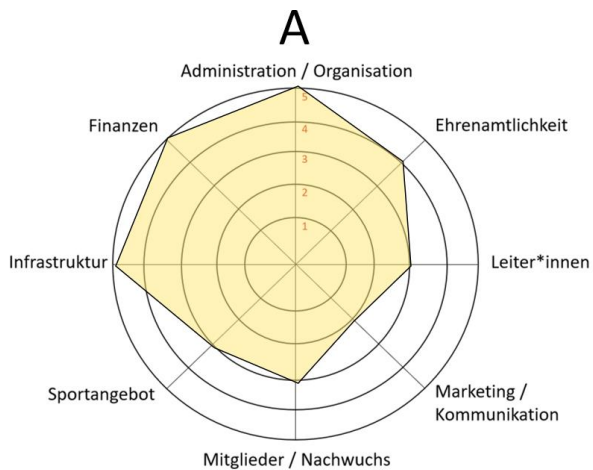 A
Administration / Organisation
5
Finanzen
Ehrenamtlichkeit
4
3
2
1
Infrastruktur
Leiter*innen
Sportangebot
Marketing /
Kommunikation
Mitglieder / Nachwuchs